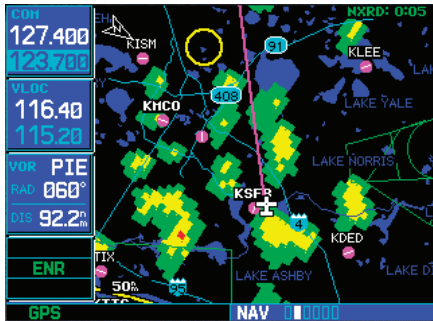 COM
127.400
123.700
VLOC
116.40
115.20
VOR PIE
RAD 060°
DIS 92.2nm
ENR
GPS
NXRD: 0:05
KISM
91
KLEE
408
KMCO
LAKE YALE
LAKE NORRIS
KSFB
4
KDED
LAKE ASHBY
LAKE DI
TIX
50nm
95
NAV